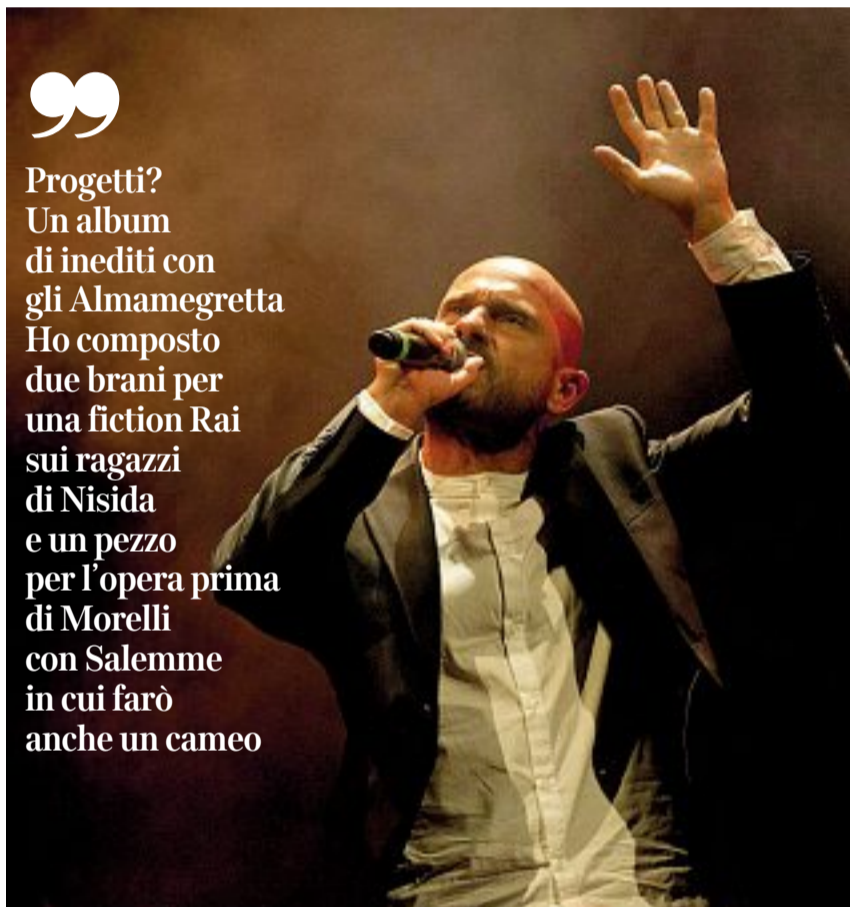 ”
Progetti?
Un album
di inediti con
gli Almamegretta
Ho composto
due brani per
una fiction Rai
sui ragazzi
di Nisida
e un pezzo
per l’opera prima
di Morelli
con Salemme
in cui farò
anche un cameo